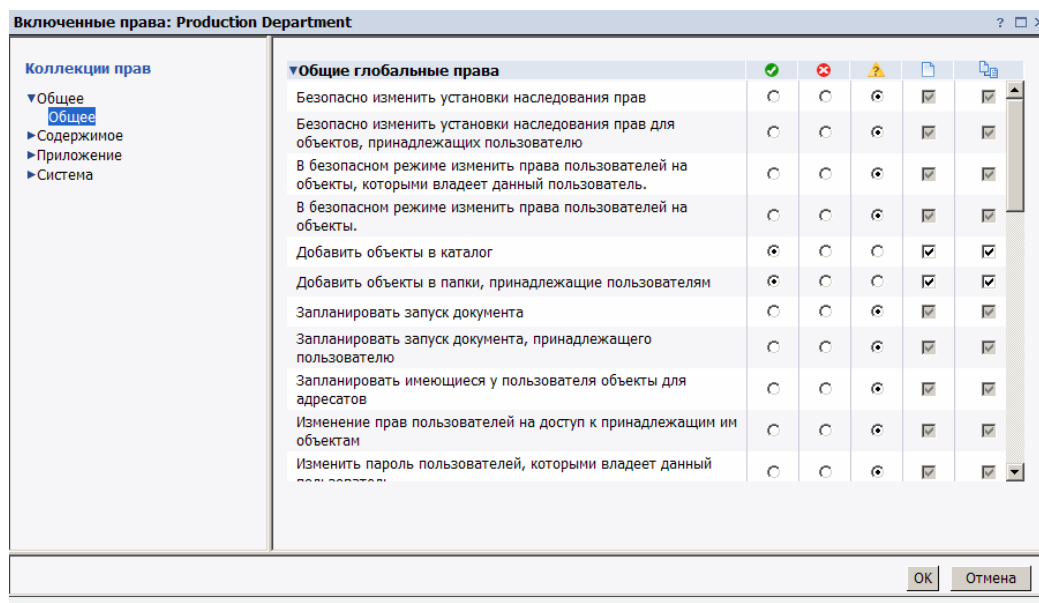 Включенные права: Production Department
Коллекции прав
Общее
Общее
Содержимое
Приложение
Система
Общие глобальные права
Безопасно изменить установки наследования прав
Безопасно изменить установки наследования прав для
объектов, принадлежащих пользователю
В безопасном режиме изменить права пользователей на
объекты, которыми владеет данный пользователь.
В безопасном режиме изменить права пользователей на
объекты.
Добавить объекты в каталог
Добавить объекты в папки, принадлежащие пользователям
Запланировать запуск документа
Запланировать запуск документа, принадлежащего
пользователю
Запланировать имеющиеся у пользователя объекты для
адресатов
Изменение прав пользователей на доступ к принадлежащим им
объектам
Изменить пароль пользователей, которыми владеет данный
OK
Отмена